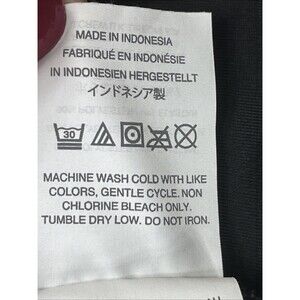 MADE IN INDONESIA
FABRIQUÉ EN INDONÉSIE
IN INDONESIEN HERGESTELLT
インドネシア製
30
MACHINE WASH COLD WITH LIKE
COLORS, GENTLE CYCLE. NON
CHLORINE BLEACH ONLY.
TUMBLE DRY LOW. DO NOT IRON.